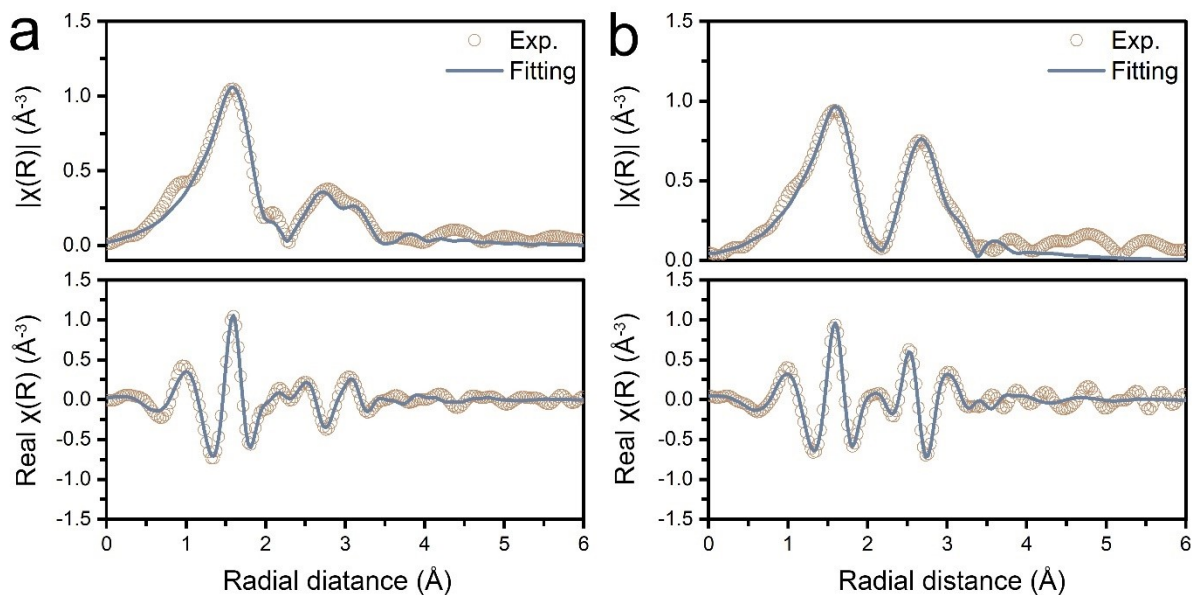 a
1.5
1.0
0.5
0.0
|χ(R)| (Å⁻³)
Exp.
Fitting
1.5
1.0
0.5
0.0
-0.5
-1.0
-1.5
Real χ(R) (Å⁻³)
0 1 2 3 4 5 6
Radial diatance (Å)
b
1.5
1.0
0.5
0.0
|χ(R)| (Å⁻³)
Exp.
Fitting
1.5
1.0
0.5
0.0
-0.5
-1.0
-1.5
Real χ(R) (Å⁻³)
0 1 2 3 4 5 6
Radial distance (Å)